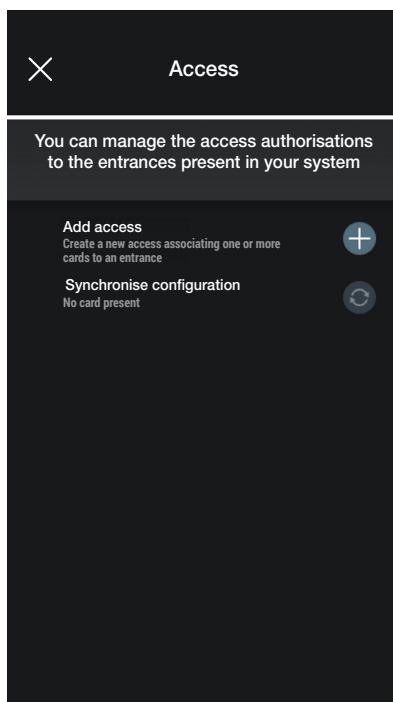 Access
You can manage the access authorisations
to the entrances present in your system
Add access
Create a new access associating one or more
cards to an entrance
Synchronise configuration
No card present